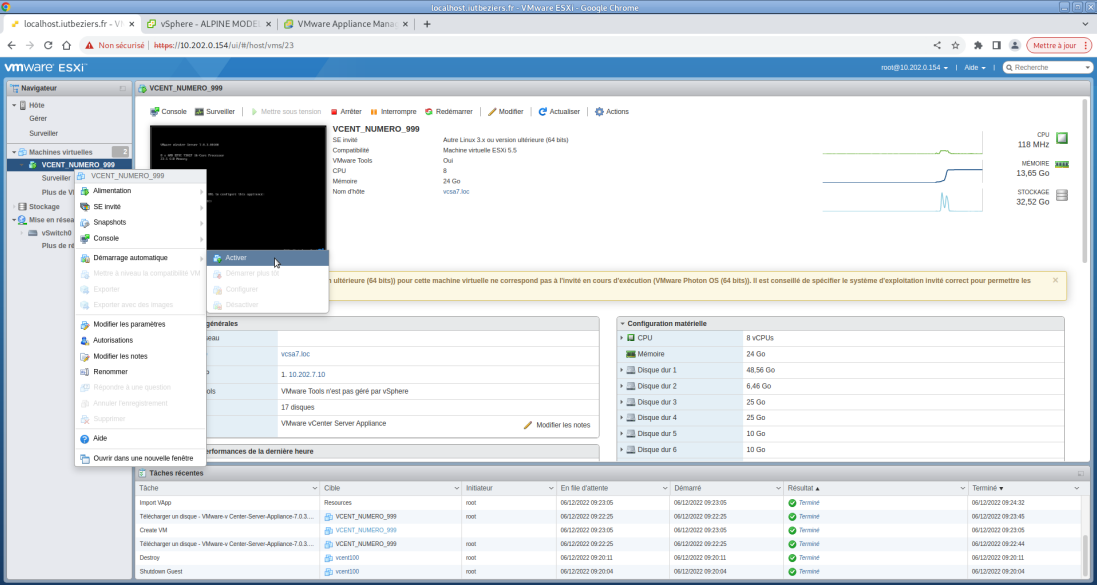 localhost.iutbeziers.fr - VMware ESXi - Google Chrome
localhost.iutbeziers.fr - VM
vSphere - ALPINE MODE
VMware Appliance Mana
Non sécurisé
https://10.202.0.154/ui/#/host/vms/23
Mettre à jour
vmware ESXi
root@10.202.0.154
Aide
Recherche
Navigateur
Hôte
Gérer
Surveiller
Machines virtuelles
2
VCENT_NUMERO_999
Surveiller
Plus de V
Stockage
Mise en résea
vSwitch0
Plus de ré
VCENT_NUMERO_999
Alimentation
SE invité
Snapshots
Console
Démarrage automatique
Mettre à niveau la compatibilité VM
Exporter
Exporter avec des images
Modifier les paramètres
Autorisations
Modifier les notes
Renommer
Répondre à une question
Annuler l'enregistrement
Supprimer
Aide
Ouvrir dans une nouvelle fenêtre
Activer
Démarrer plus tôt
Configurer
Désactiver
VCENT_NUMERO_999
Console
Surveiller
Mettre sous tension
Arrêter
Interrompre
Redémarrer
Modifier
Actualiser
Actions
VCENT_NUMERO_999
SE invité Autre Linux 3.x ou version ultérieure (64 bits)
Compatibilité Machine virtuelle ESXi 5.5
VMware Tools Oui
CPU 8
Mémoire 24 Go
Nom d'hôte vcsa7.loc
CPU
118 MHz
MÉMOIRE
13,65 Go
STOCKAGE
32,52 Go
ultérieure (64 bits)) pour cette machine virtuelle ne correspond pas à l'invité en cours d'exécution (VMware Photon OS (64 bits)). Il est conseillé de spécifier le système d'exploitation invité correct pour permettre les
générales
eau
vcsa7.loc
1. 10.202.7.10
ols VMware Tools n'est pas géré par vSphere
17 disques
VMware vCenter Server Appliance
Modifier les notes
erformances de la dernière heure
Configuration matérielle
CPU 8 vCPUs
Mémoire 24 Go
Disque dur 1 48,56 Go
Disque dur 2 6,46 Go
Disque dur 3 25 Go
Disque dur 4 25 Go
Disque dur 5 10 Go
Disque dur 6 10 Go
Tâches récentes
Tâche Cible Initiateur En file d'attente Démarré Résultat ▲ Terminé ▼
Import VApp Resources root 06/12/2022 09:23:05 06/12/2022 09:23:05 Terminé 06/12/2022 09:24:32
Télécharger un disque - VMware-v Center-Server-Appliance-7.0.3.... VCENT_NUMERO_999 root 06/12/2022 09:22:25 06/12/2022 09:22:25 Terminé 06/12/2022 09:23:45
Create VM VCENT_NUMERO_999 06/12/2022 09:23:05 06/12/2022 09:23:05 Terminé 06/12/2022 09:23:05
Télécharger un disque - VMware-v Center-Server-Appliance-7.0.3.... VCENT_NUMERO_999 root 06/12/2022 09:22:25 06/12/2022 09:22:25 Terminé 06/12/2022 09:22:44
Destroy vcent100 root 06/12/2022 09:20:11 06/12/2022 09:20:11 Terminé 06/12/2022 09:20:11
Shutdown Guest vcent100 root 06/12/2022 09:20:04 06/12/2022 09:20:04 Terminé 06/12/2022 09:20:04